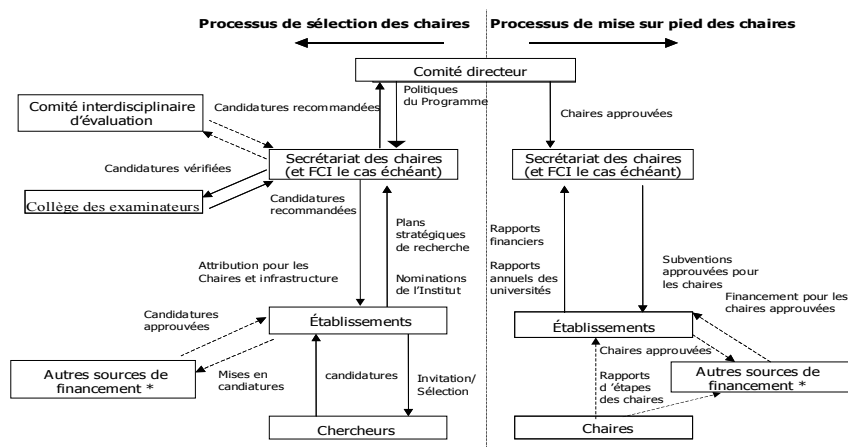 Processus de sélection des chaires
Processus de mise sur pied des chaires
Comité directeur
Comité interdisciplinaire
d'évaluation
Candidatures recommandées
Politiques
du Programme
Chaires approuvées
Secrétariat des chaires
(et FCI le cas échéant)
Secrétariat des chaires
(et FCI le cas échéant)
Candidatures vérifiées
Collège des examinateurs
Candidatures
recommandées
Plans
stratégiques
de recherche
Rapports
financiers
Attribution pour les
Chaires et infrastructure
Nominations
de l'Institut
Rapports
annuels des
universités
Subventions
approuvées pour
les chaires
Candidatures
approuvées
Financement pour les
chaires approuvées
Établissements
Établissements
Chaires approuvées
Autres sources de
financement *
Mises en
candiatures
candidatures
Invitation/
Sélection
Rapports
d 'étapes
des chaires
Autres sources de
financement *
Chercheurs
Chaires